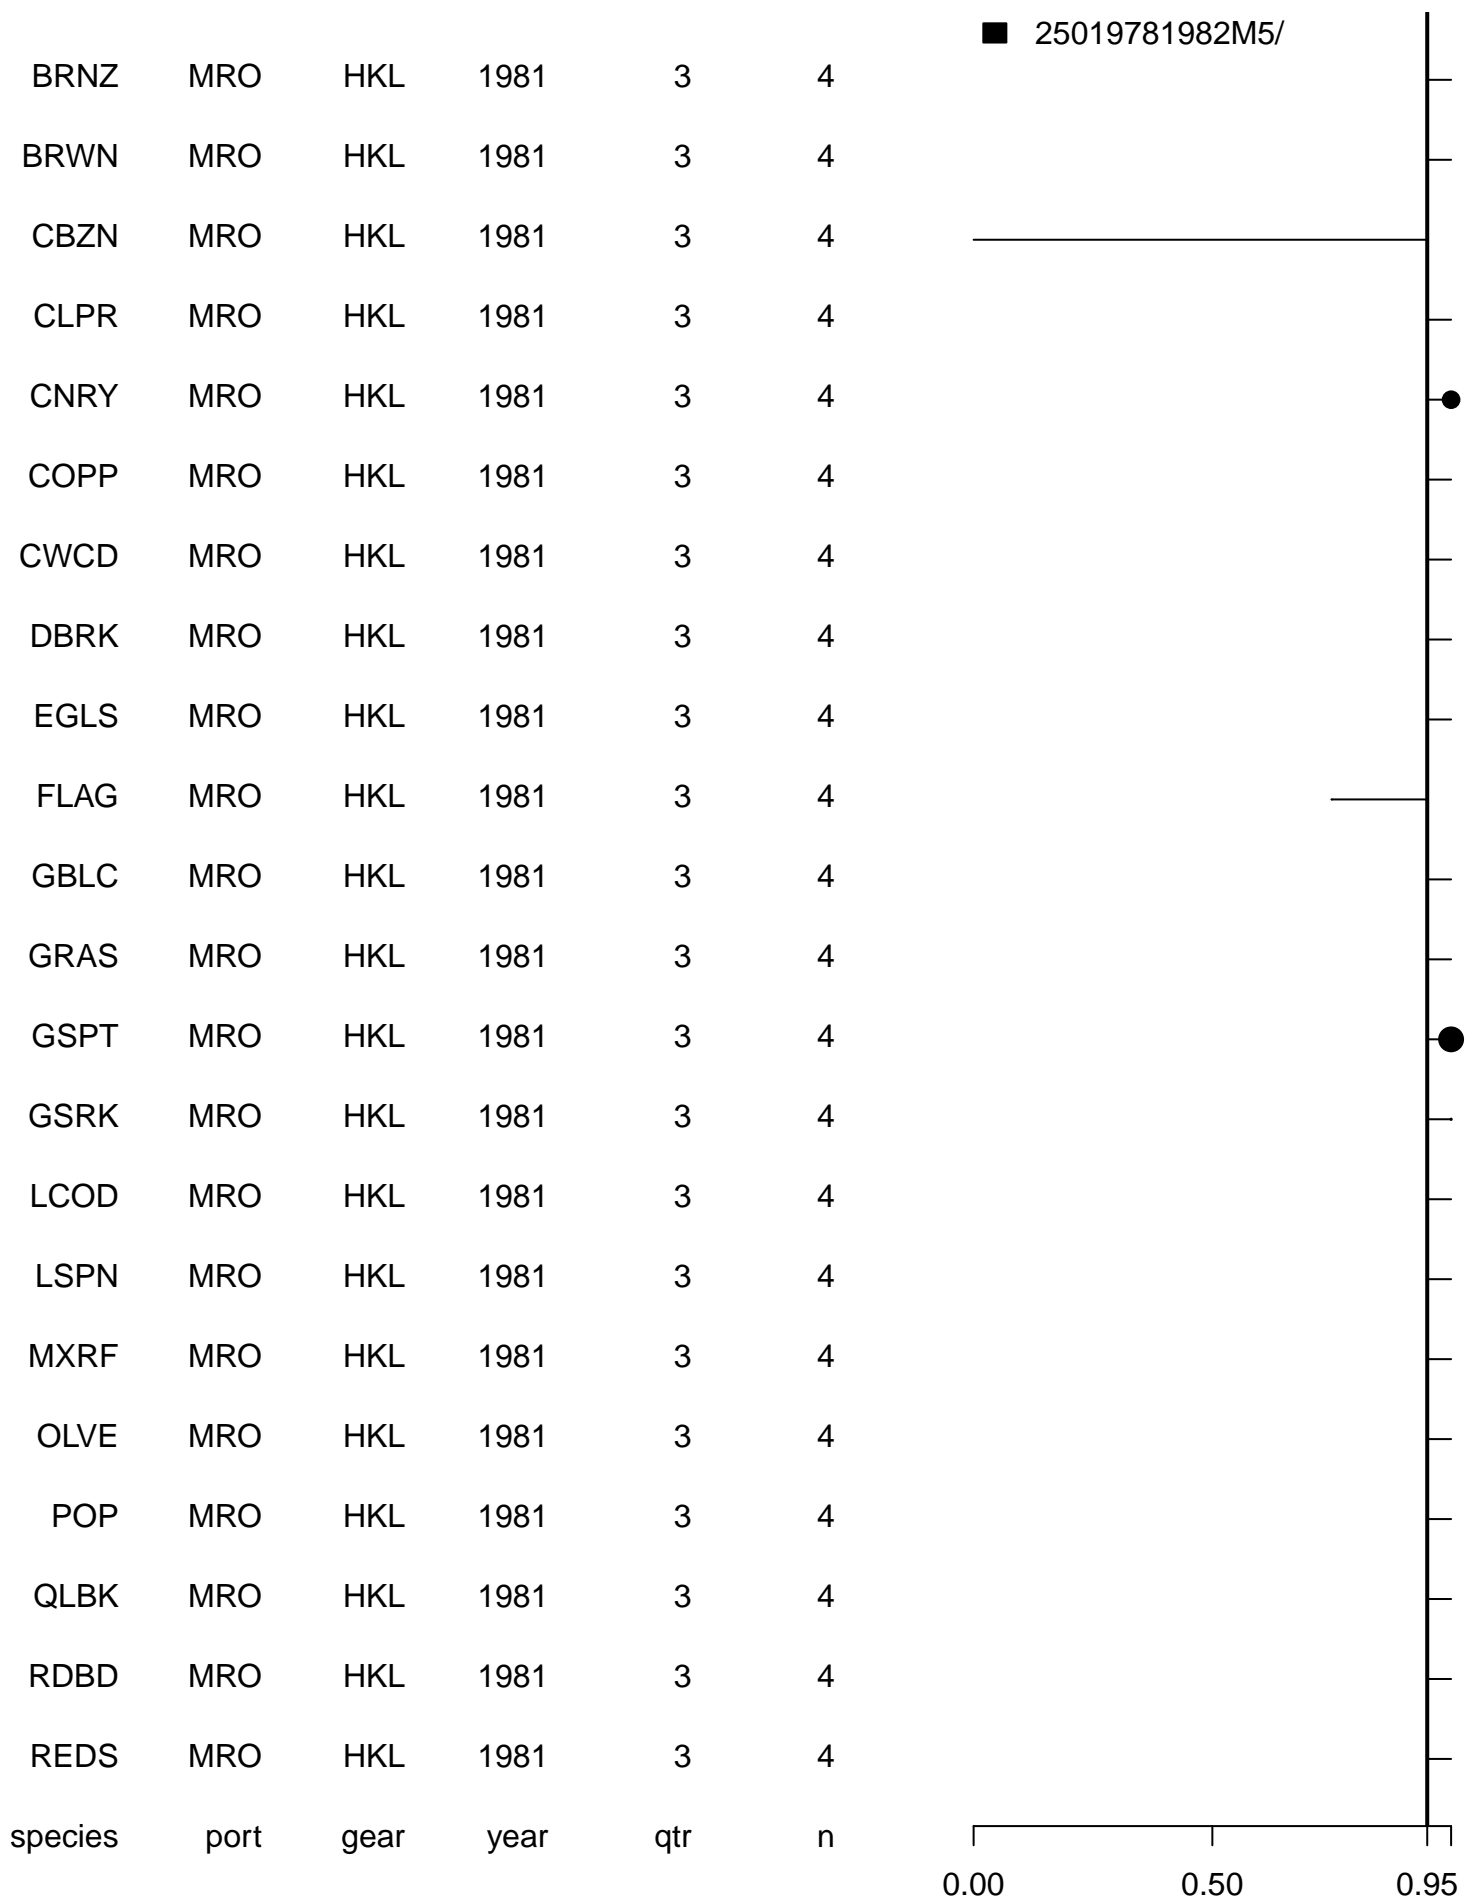 25019781982M5/
BRNZ MRO HKL 1981 3 4
BRWN MRO HKL 1981 3 4
CBZN MRO HKL 1981 3 4
CLPR MRO HKL 1981 3 4
CNRY MRO HKL 1981 3 4
COPP MRO HKL 1981 3 4
CWCD MRO HKL 1981 3 4
DBRK MRO HKL 1981 3 4
EGLS MRO HKL 1981 3 4
FLAG MRO HKL 1981 3 4
GBLC MRO HKL 1981 3 4
GRAS MRO HKL 1981 3 4
GSPT MRO HKL 1981 3 4
GSRK MRO HKL 1981 3 4
LCOD MRO HKL 1981 3 4
LSPN MRO HKL 1981 3 4
MXRF MRO HKL 1981 3 4
OLVE MRO HKL 1981 3 4
POP MRO HKL 1981 3 4
QLBK MRO HKL 1981 3 4
RDBD MRO HKL 1981 3 4
REDS MRO HKL 1981 3 4
species port gear year qtr n
0.00 0.50 0.95